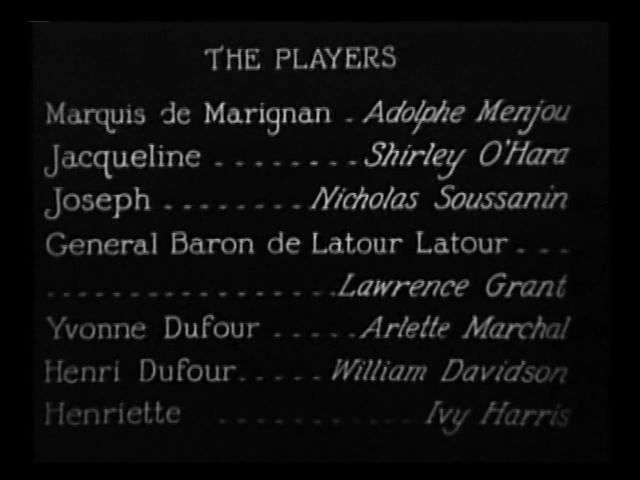 THE PLAYERS
Marquis de Marignan . Adolphe Menjou
Jacqueline . . . . . . . . Shirley O'Hara
Joseph . . . . . . . . Nicholas Soussanin
General Baron de Latour Latour . . .
. . . . . . . . . . . . . . . . . Lawrence Grant
Yvonne Dufour . . . . . Arlette Marchal
Henri Dufour . . . . . William Davidson
Henriette . . . . . . . . . . . . Ivy Harris